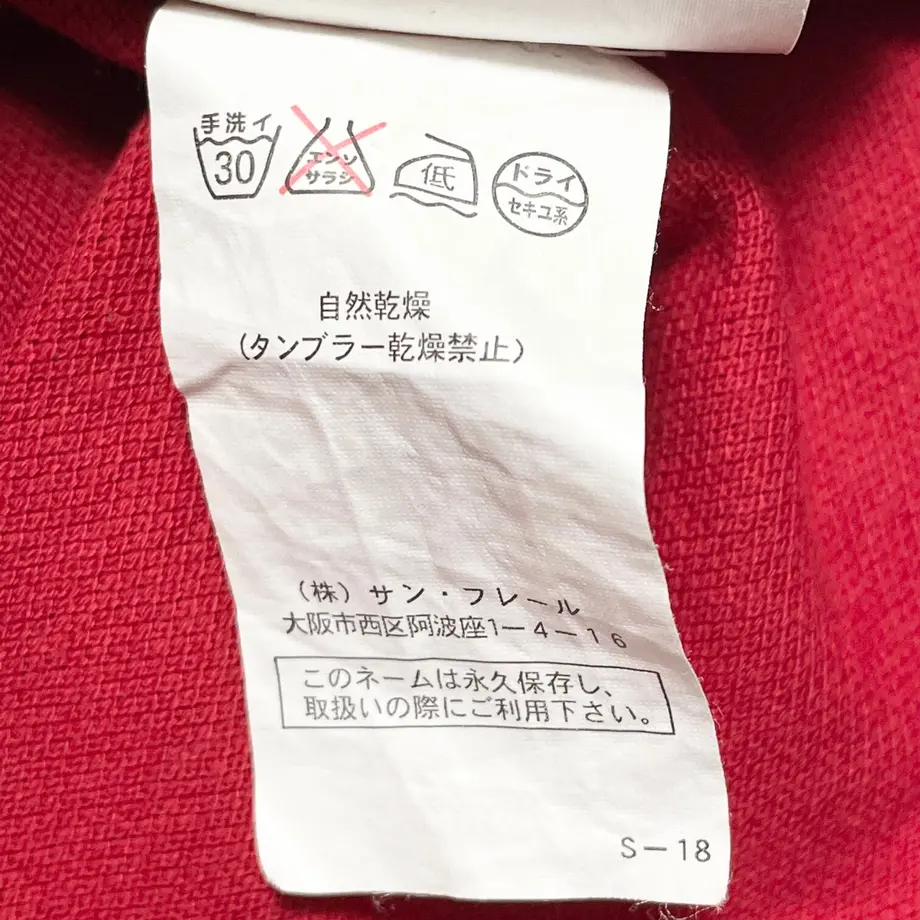 手洗イ
30
エンソ
サラシ
低
ドライ
セキユ系
自然乾燥
(タンブラー乾燥禁止)
(株)サン・フレール
大阪市西区阿波座1－4－16
このネームは永久保存し、
取扱いの際にご利用下さい。
S－18